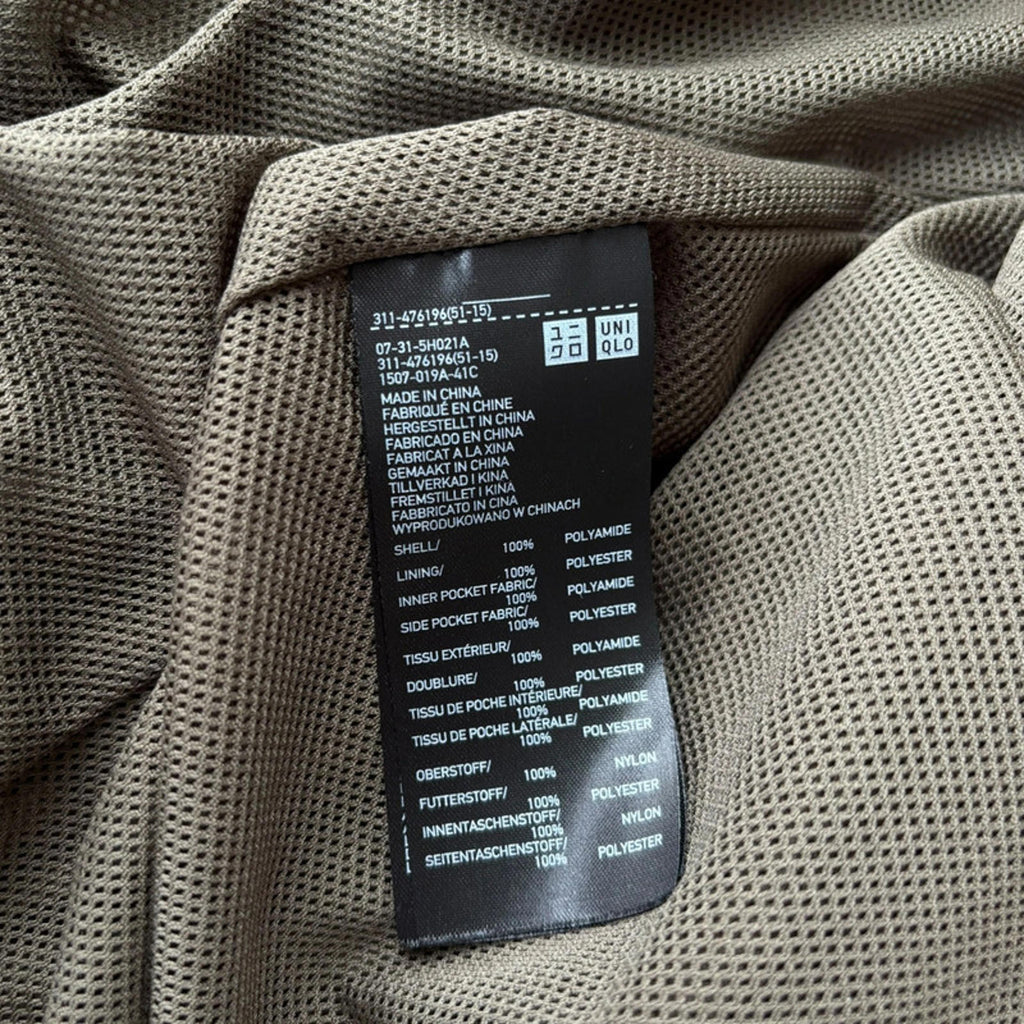 311-476196(51-15)
ユニ
クロ
UNI
QLO
07-31-5H021A
311-476196(51-15)
1507-019A-41C
MADE IN CHINA
FABRIQUÉ EN CHINE
HERGESTELLT IN CHINA
FABRICADO EN CHINA
FABRICAT A LA XINA
GEMAAKT IN CHINA
TILLVERKAD I KINA
FREMSTILLET I KINA
FABBRICATO IN CINA
WYPRODUKOWANO W CHINACH
SHELL/ 100% POLYAMIDE
LINING/ 100% POLYESTER
INNER POCKET FABRIC/
100% POLYAMIDE
SIDE POCKET FABRIC/
100% POLYESTER
TISSU EXTÉRIEUR/ 100% POLYAMIDE
DOUBLURE/ 100% POLYESTER
TISSU DE POCHE INTÉRIEURE/
100% POLYAMIDE
TISSU DE POCHE LATÉRALE/
100% POLYESTER
OBERSTOFF/ 100% NYLON
FUTTERSTOFF/ 100% POLYESTER
INNENTASCHENSTOFF/
100% NYLON
SEITENTASCHENSTOFF/
100% POLYESTER